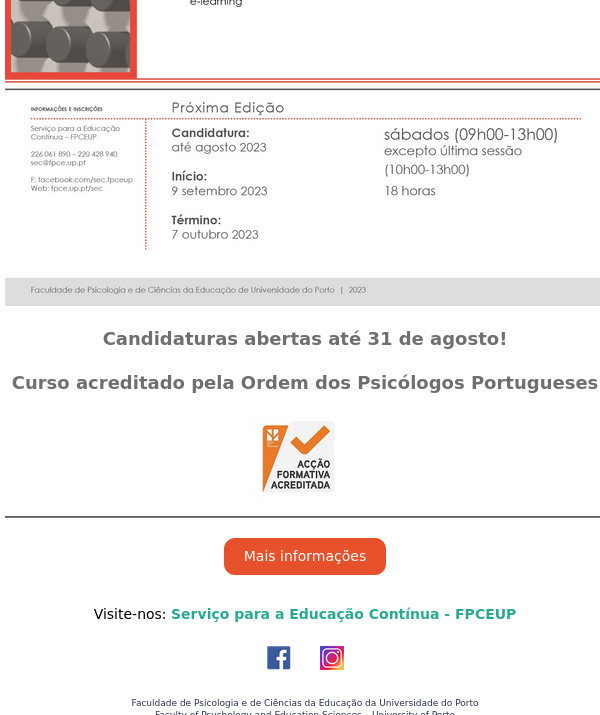 e-learning
INFORMAÇÕES E INSCRIÇÕES
Serviço para a Educação
Contínua – FPCEUP
226 061 890 – 220 428 940
sec@fpce.up.pt
F: facebook.com/sec.fpceup
Web: fpce.up.pt/sec
Próxima Edição
Candidatura:
até agosto 2023
Início:
9 setembro 2023
Término:
7 outubro 2023
sábados (09h00-13h00)
excepto última sessão
(10h00-13h00)
18 horas
Faculdade de Psicologia e de Ciências da Educação de Universidade do Porto | 2023
Candidaturas abertas até 31 de agosto!
Curso acreditado pela Ordem dos Psicólogos Portugueses
ACÇÃO
FORMATIVA
ACREDITADA
Mais informações
Visite-nos: Serviço para a Educação Contínua - FPCEUP
Faculdade de Psicologia e de Ciências da Educação da Universidade do Porto
Faculty of Psychology and Education Sciences - University of Porto